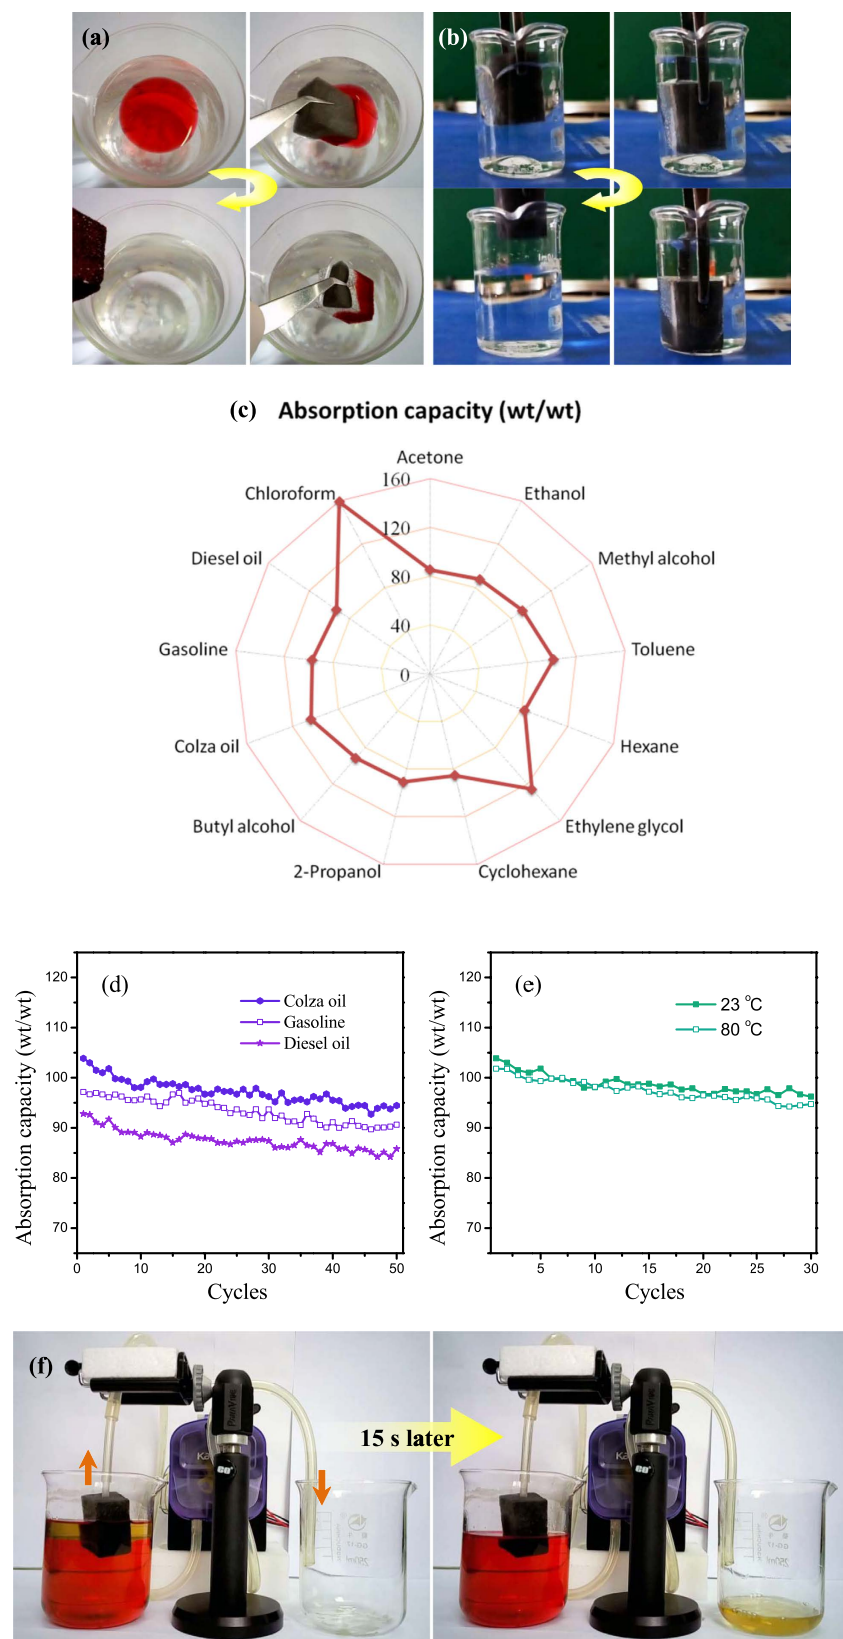 (a)
(b)
(c) Absorption capacity (wt/wt)
Acetone
160
Chloroform
Ethanol
120
Diesel oil
Methyl alcohol
80
40
Gasoline
Toluene
0
Colza oil
Hexane
Butyl alcohol
Ethylene glycol
2-Propanol
Cyclohexane
(d)
Colza oil
Gasoline
Diesel oil
Absorption capacity (wt/wt)
120
110
100
90
80
70
0 10 20 30 40 50
Cycles
(e)
23 °C
80 °C
Absorption capacity (wt/wt)
120
110
100
90
80
70
5 10 15 20 25 30
Cycles
(f)
15 s later
250ml